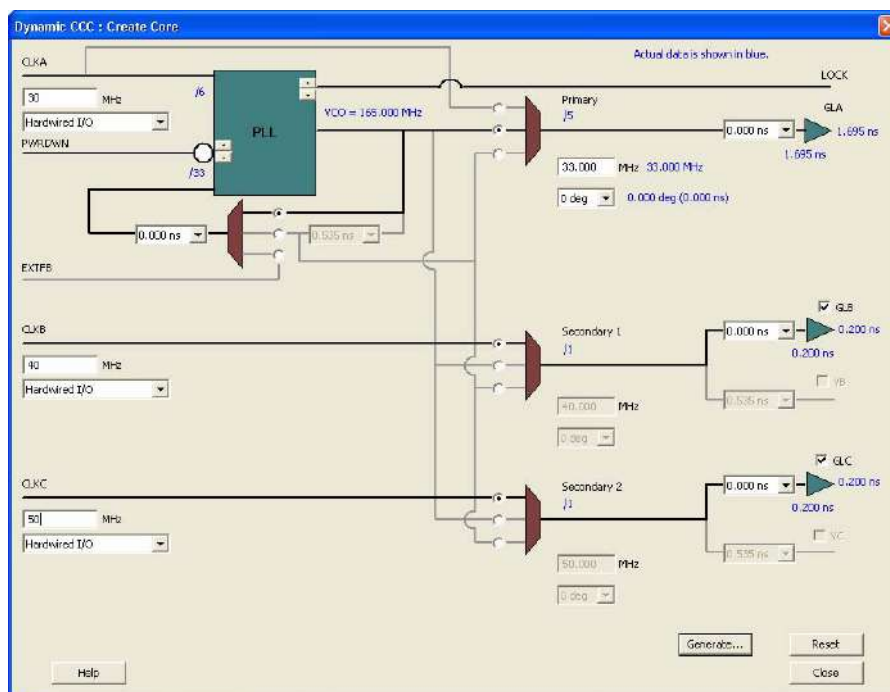 Dynamic CCC : Create Core
Actual data is shown in blue.
CLKA
LOCK
30 MHz
/6
VCO = 165.000 MHz
Primary
/5
GLA
Hardwired I/O
PLL
0.000 ns
1.695 ns
1.695 ns
PWRDWN
/33
33.000 MHz 33.000 MHz
0 deg
0.000 deg (0.000 ns)
0.000 ns
0.535 ns
EXTFB
GLB
CLKB
Secondary 1
/1
0.000 ns
0.200 ns
0.200 ns
40 MHz
Hardwired I/O
YB
40.000 MHz
0.535 ns
0 deg
GLC
CLKC
Secondary 2
/1
0.000 ns
0.200 ns
0.200 ns
50 MHz
Hardwired I/O
YC
50.000 MHz
0.535 ns
0 deg
Generate...
Reset
Help
Close